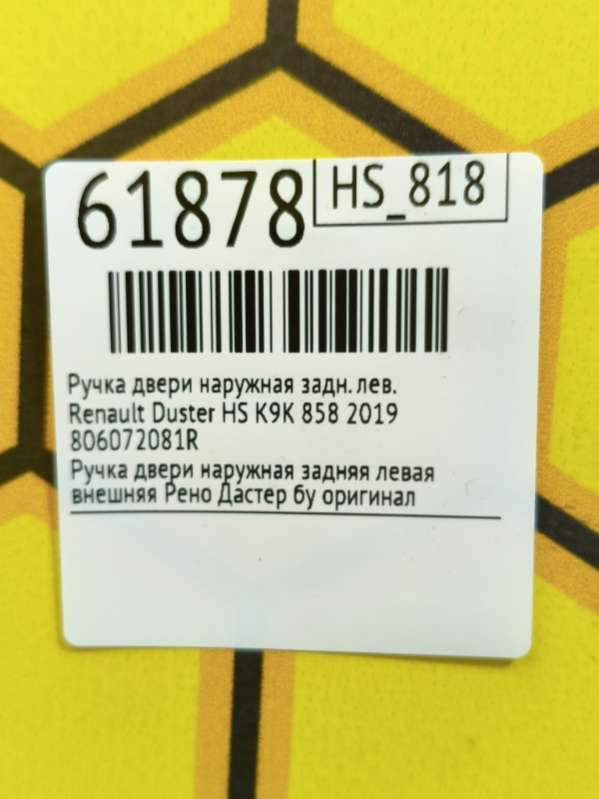 61878
HS_818
Ручка двери наружная задн. лев.
Renault Duster HS K9K 858 2019
806072081R
Ручка двери наружная задняя левая
внешняя Рено Дастер бу оригинал